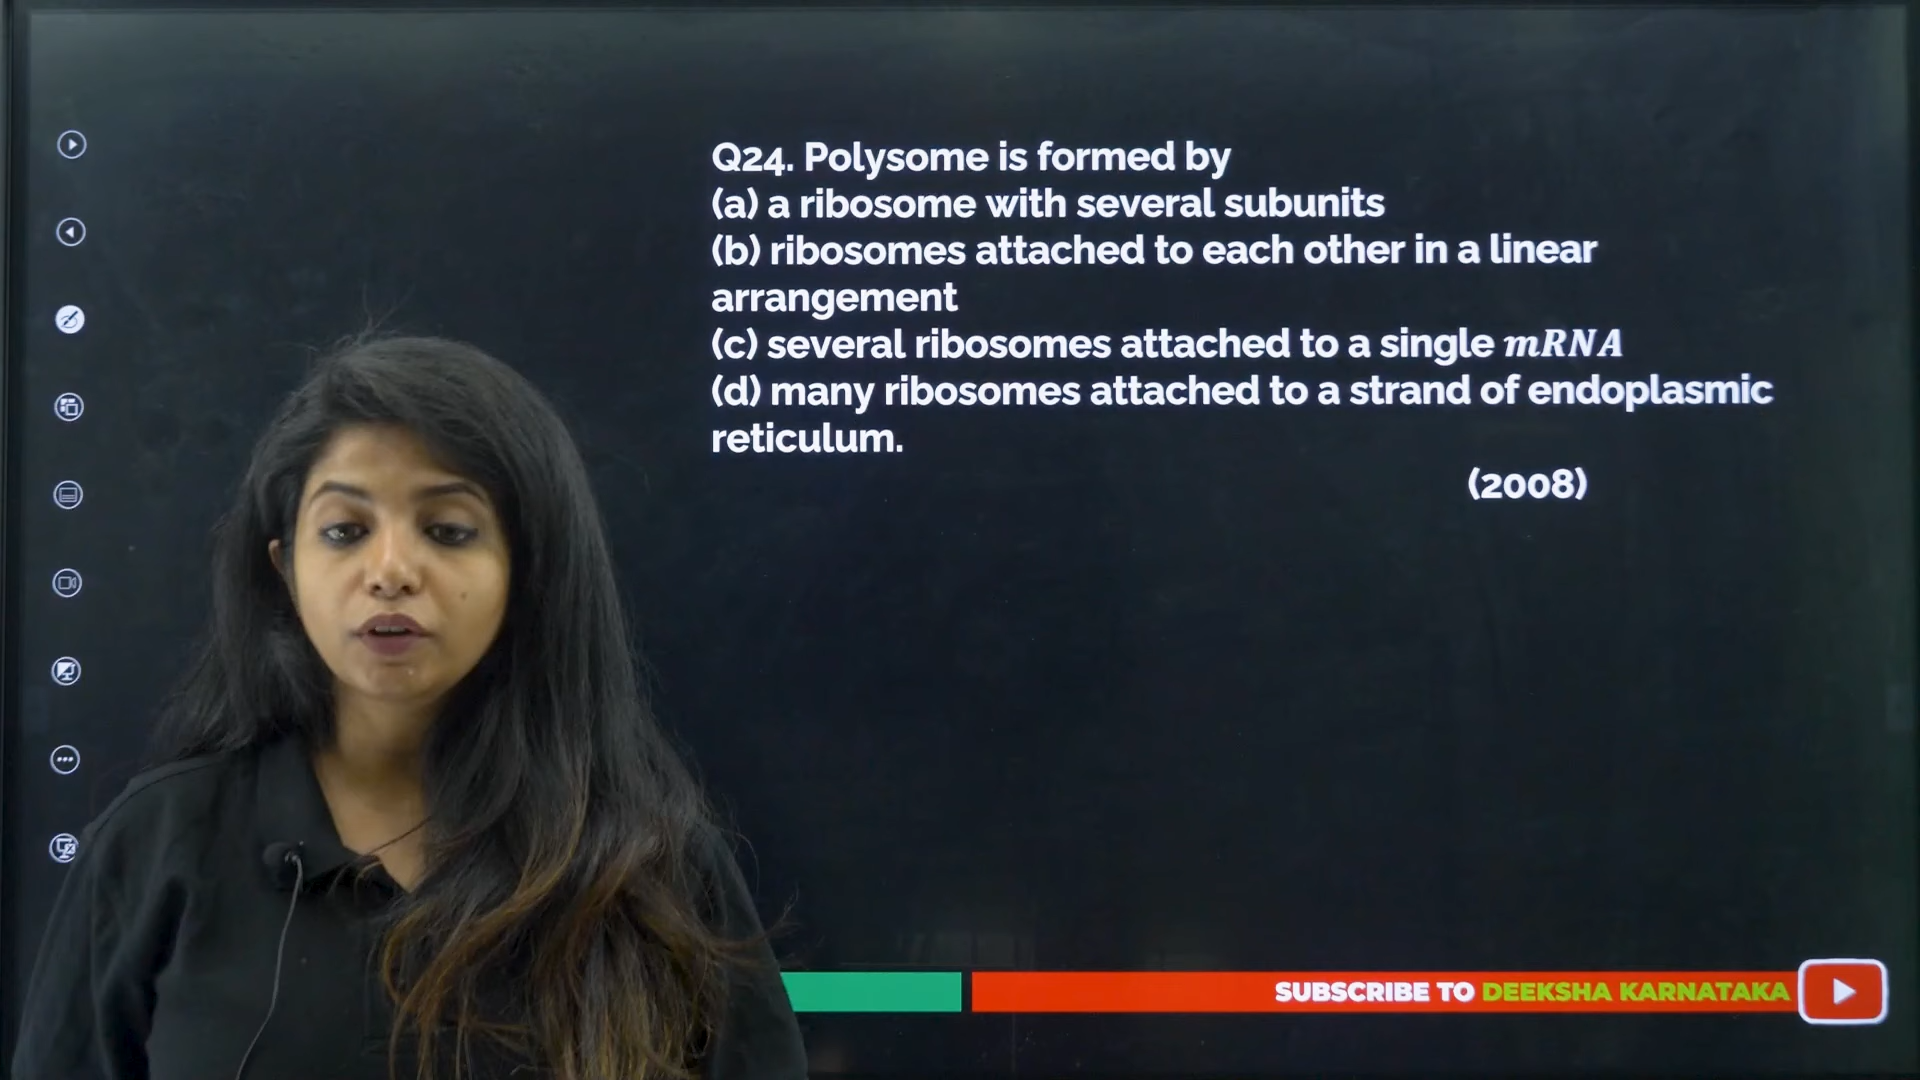 Q24. Polysome is formed by
(a) a ribosome with several subunits
(b) ribosomes attached to each other in a linear
arrangement
(c) several ribosomes attached to a single mRNA
(d) many ribosomes attached to a strand of endoplasmic
reticulum.
(2008)
SUBSCRIBE TO DEEKSHA KARNATAKA